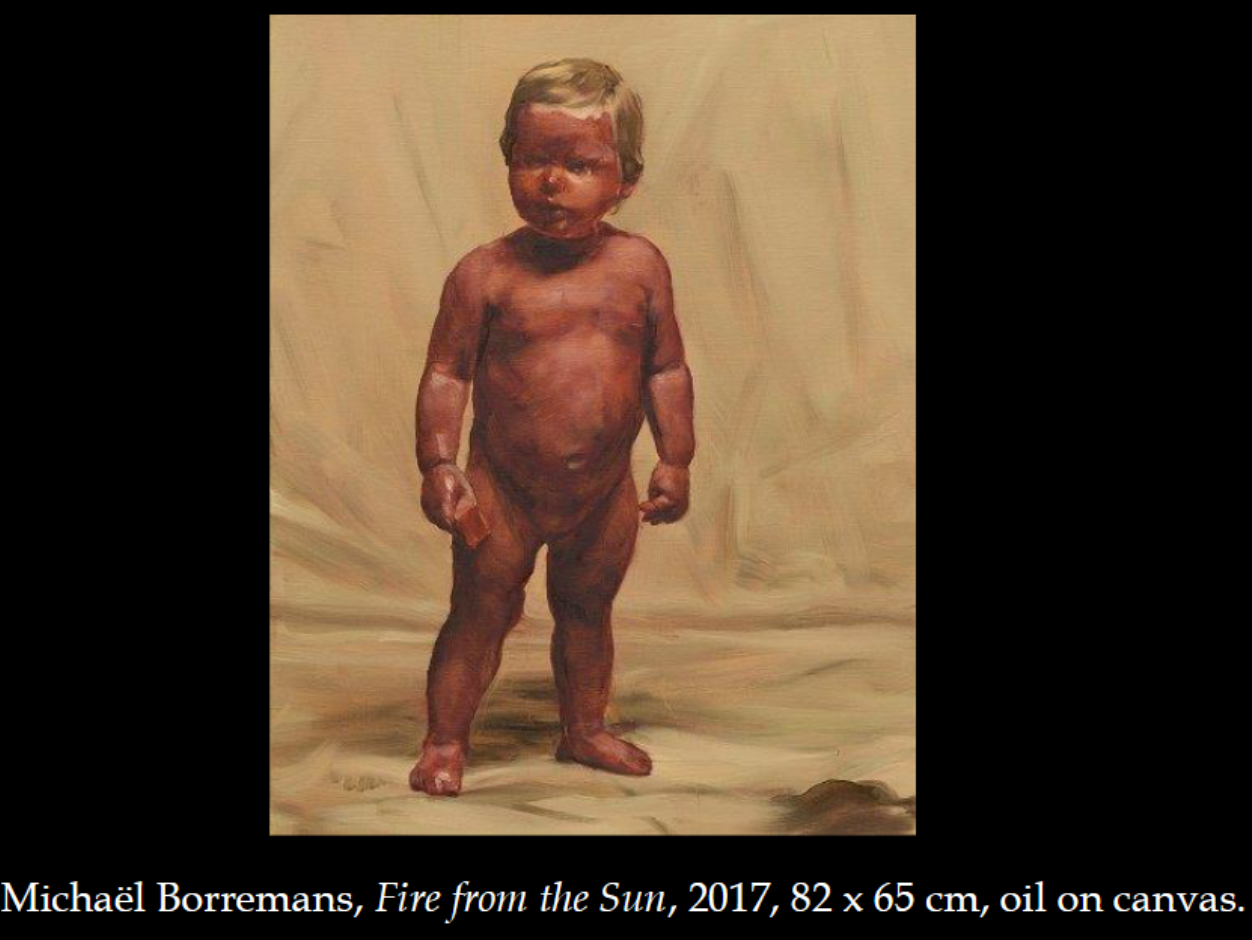 Michaël Borremans, Fire from the Sun, 2017, 82 x 65 cm, oil on canvas.